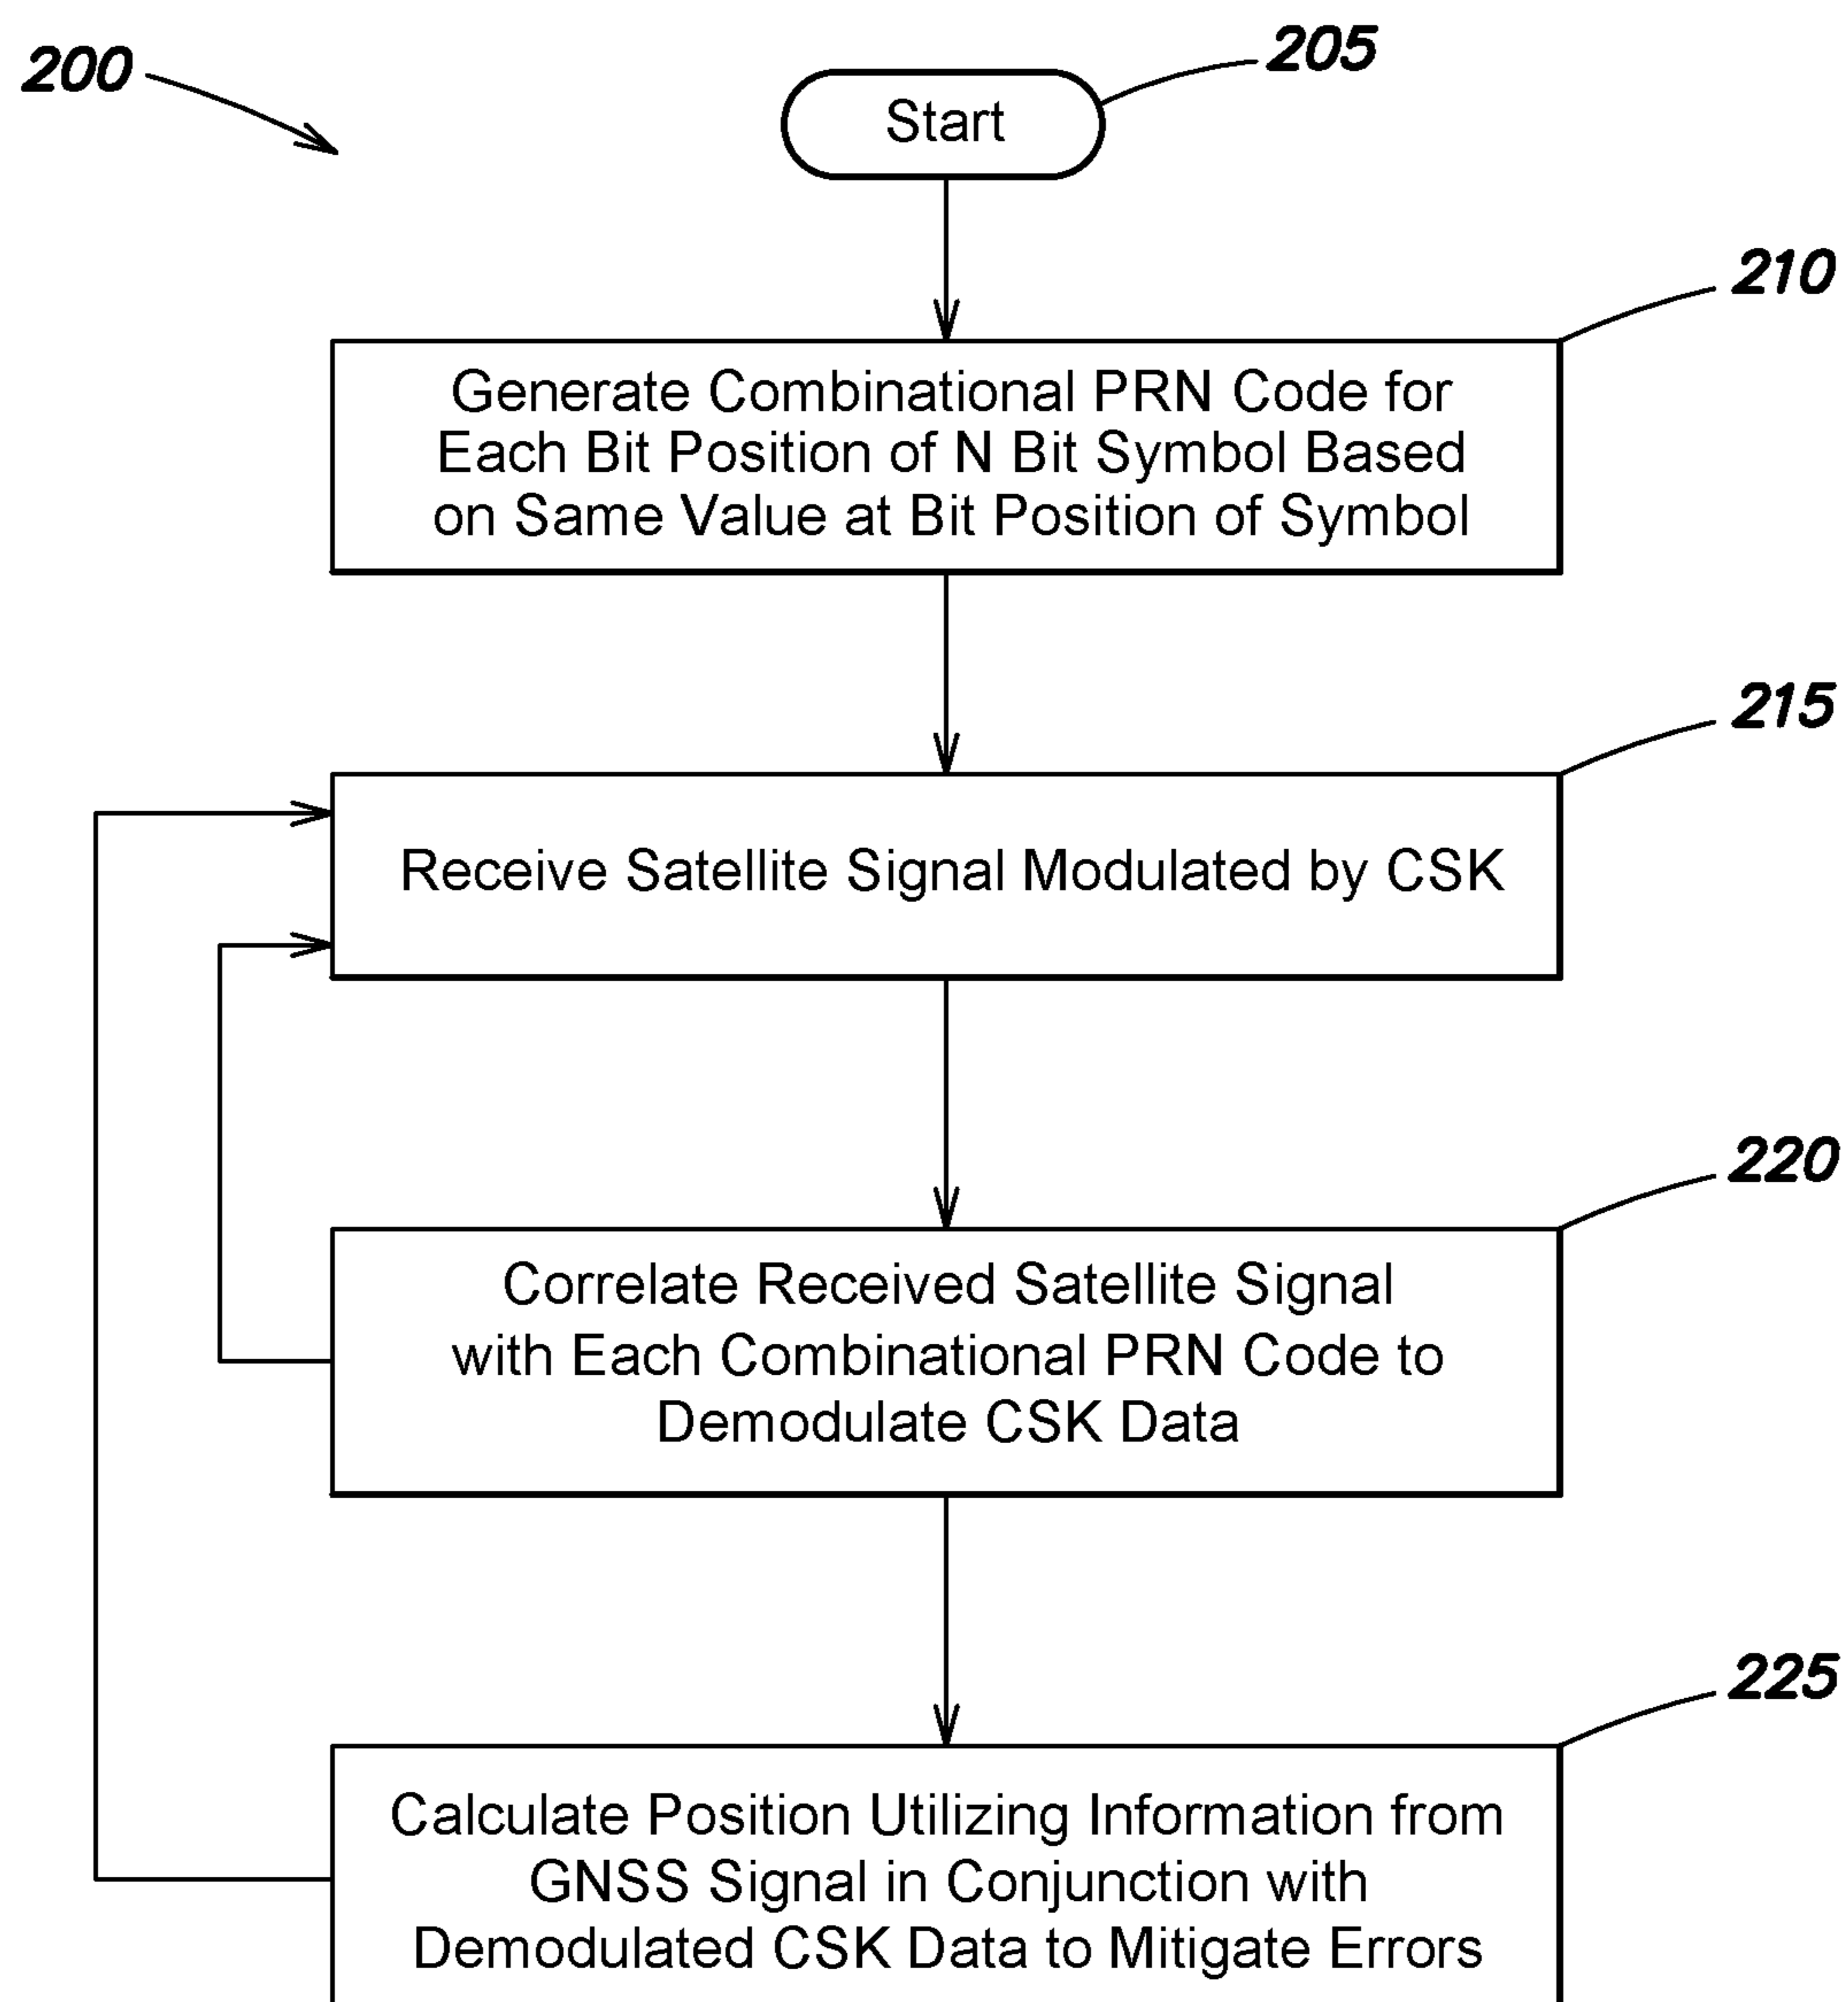 200
205
Start
210
Generate Combinational PRN Code for
Each Bit Position of N Bit Symbol Based
on Same Value at Bit Position of Symbol
215
Receive Satellite Signal Modulated by CSK
220
Correlate Received Satellite Signal
with Each Combinational PRN Code to
Demodulate CSK Data
225
Calculate Position Utilizing Information from
GNSS Signal in Conjunction with
Demodulated CSK Data to Mitigate Errors